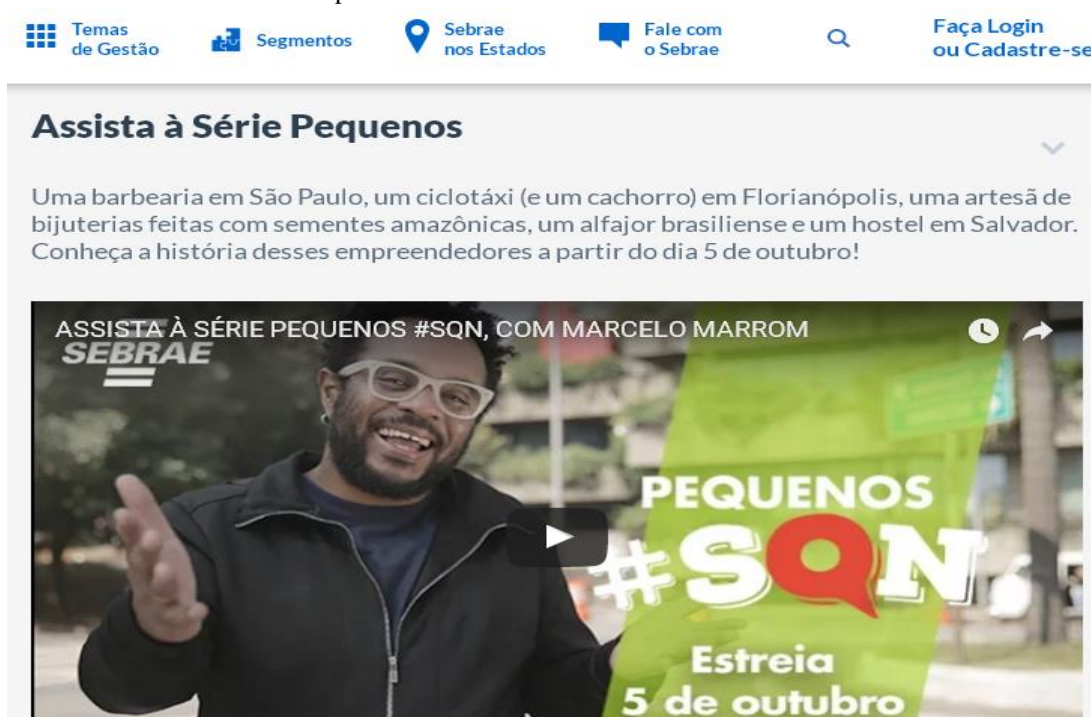 Temas
de Gestão
Segmentos
Sebrae
nos Estados
Fale com
o Sebrae
Faça Login
ou Cadastre-se
Assista à Série Pequenos
Uma barbearia em São Paulo, um ciclotáxi (e um cachorro) em Florianópolis, uma artesã de
bijuterias feitas com sementes amazônicas, um alfajor brasiliense e um hostel em Salvador.
Conheça a história desses empreendedores a partir do dia 5 de outubro!
ASSISTA À SÉRIE PEQUENOS #SQN, COM MARCELO MARROM
SEBRAE
PEQUENOS
#SQN
Estreia
5 de outubro